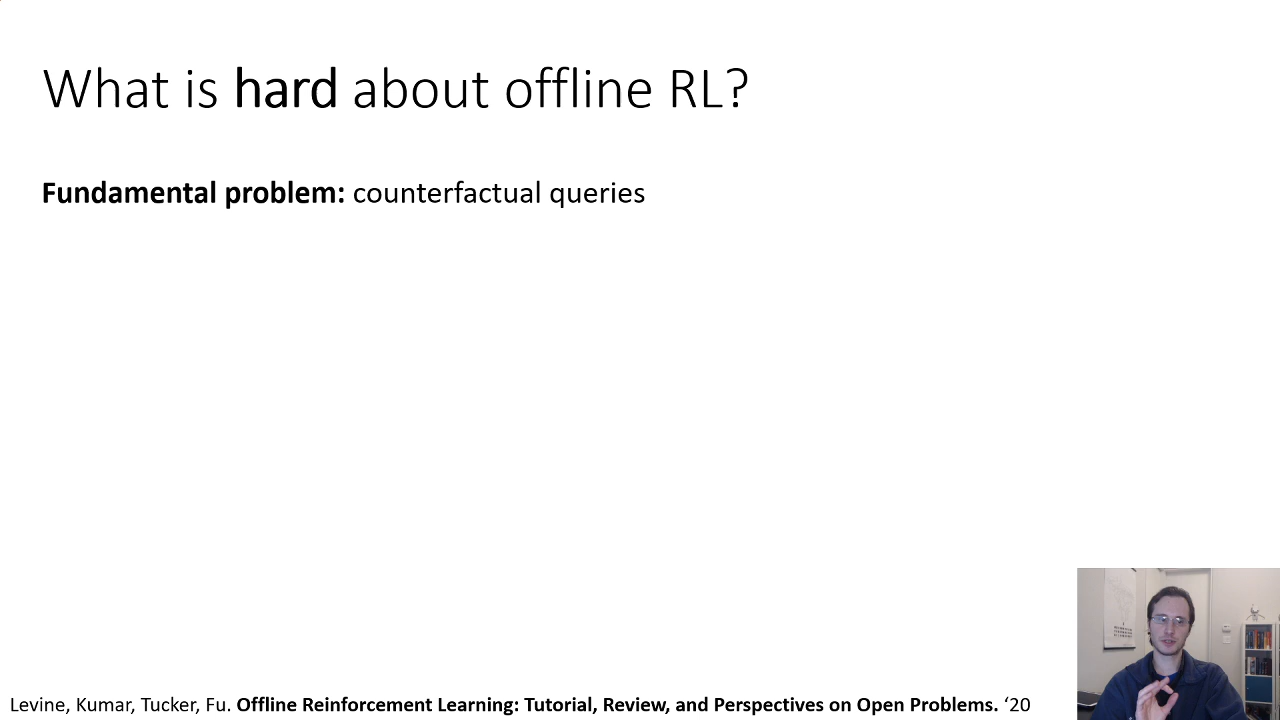 What is hard about offline RL?
Fundamental problem: counterfactual queries
Levine, Kumar, Tucker, Fu. Offline Reinforcement Learning: Tutorial, Review, and Perspectives on Open Problems. ‘20